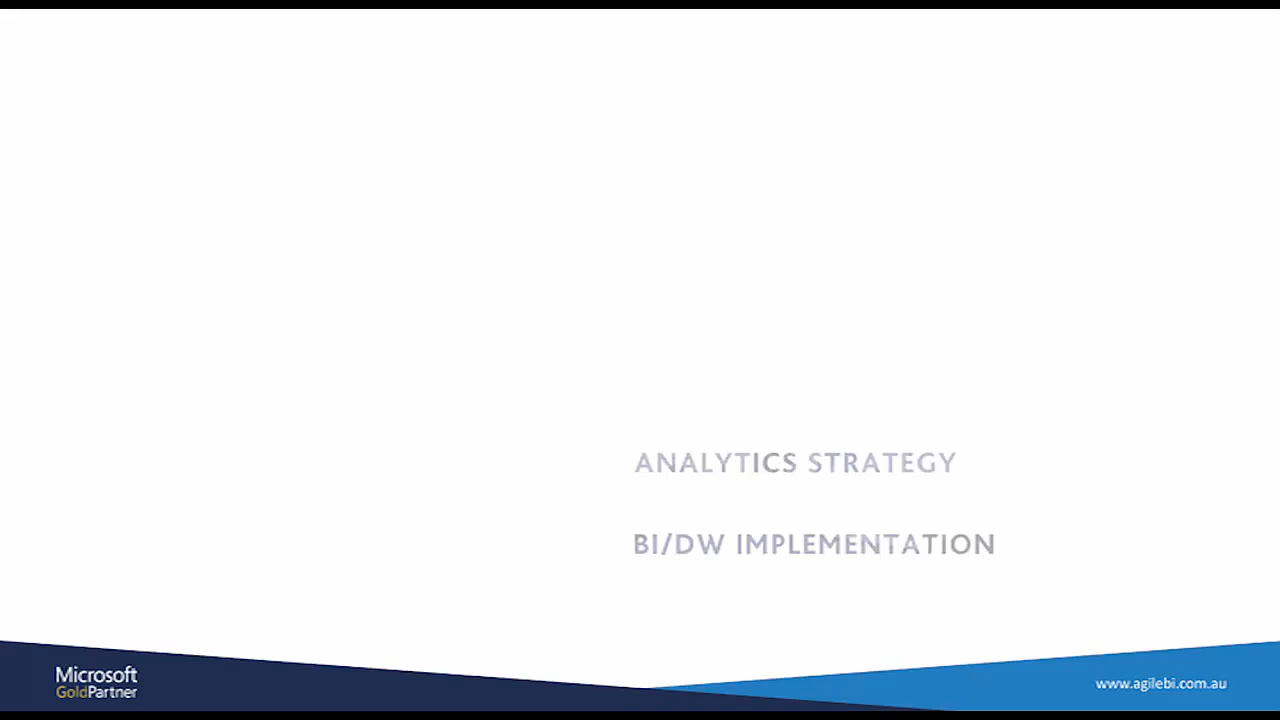 ANALYTICS STRATEGY
BI/DW IMPLEMENTATION
Microsoft
GoldPartner
www.agilebi.com.au